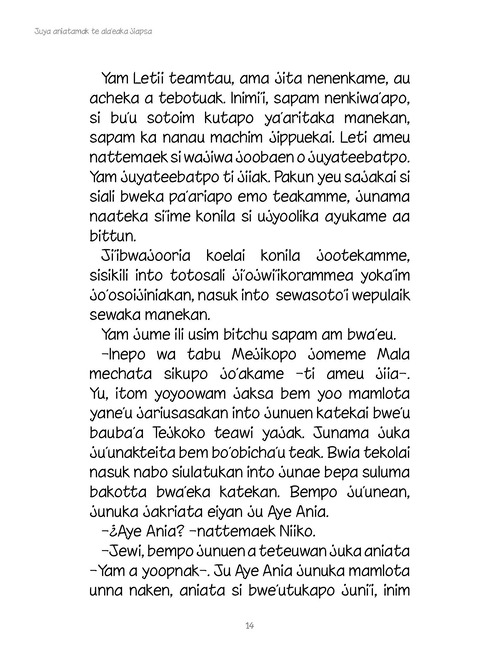 Juya aniatamak te ala'eaka jiapsa
Yam Letii teamtau, ama jita nenenkame, au
acheka a tebotuak. Inimi'i, sapam nenkiwa'apo,
si bu'u sotoim kutapo ya'aritaka manekan,
sapam ka nanau machim jippuekai. Leti ameu
nattemaek si wajiwa joobaen o juyateebatpo.
Yam juyateebatpo ti jiiak. Pakun yeu sajakai si
siali bweka pa'ariapo emo teakamme, junama
naateka si'ime konila si ujyoolika ayukame aa
bittun.
Ji'ibwajooria koelai konila jootekamme,
sisikili into totosali ji'ojwi'ikorammea yoka'im
jo'osoijiniakan, nasuk into sewasoto'i wepulaik
sewaka manekan.
Yam jume ili usim bitchu sapam am bwa'eu.
–Inepo wa tabu Mejikopo jomeme Mala
mechata sikupo jo'akame –ti ameu jiia–.
Yu, itom yoyoowam jaksa bem yoo mamlota
yane'u jariusasakan into junuen katekai bwe'u
bauba'a Tejkoko teawi yajak. Junama juka
ju'unakteita bem bo'obicha'u teak. Bwia tekolai
nasuk nabo siulatukan into junae bepa suluma
bakotta bwa'eka katekan. Bempo ju'unean,
junuka jakriata eiyan ju Aye Ania.
–¿Aye Ania? –nattemaek Niiko.
–Jewi, bempo junuen a teteuwan juka aniata
–Yam a yoopnak–. Ju Aye Ania junuka mamlota
unna naken, aniata si bwe'utukapo juni'i, inim
14